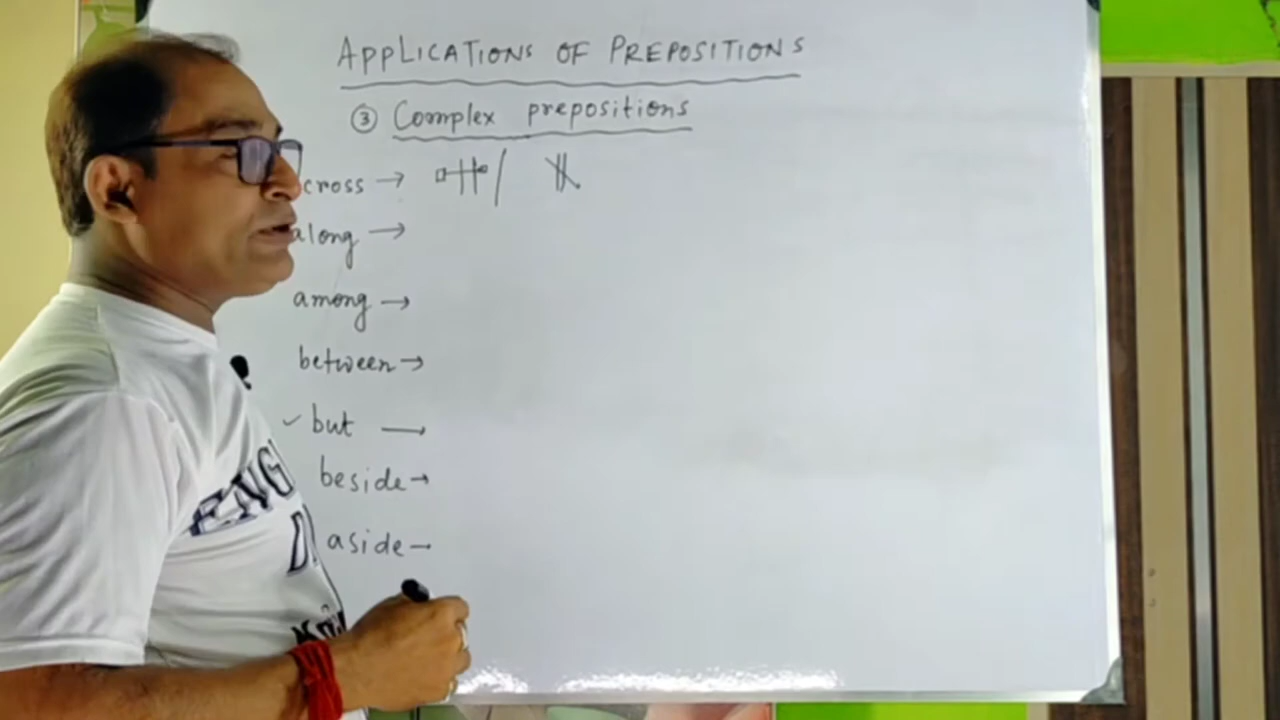 APPLICATIONS OF PREPOSITIONS
③ Complex prepositions
cross →
along →
among →
between →
✓ but →
beside →
aside →